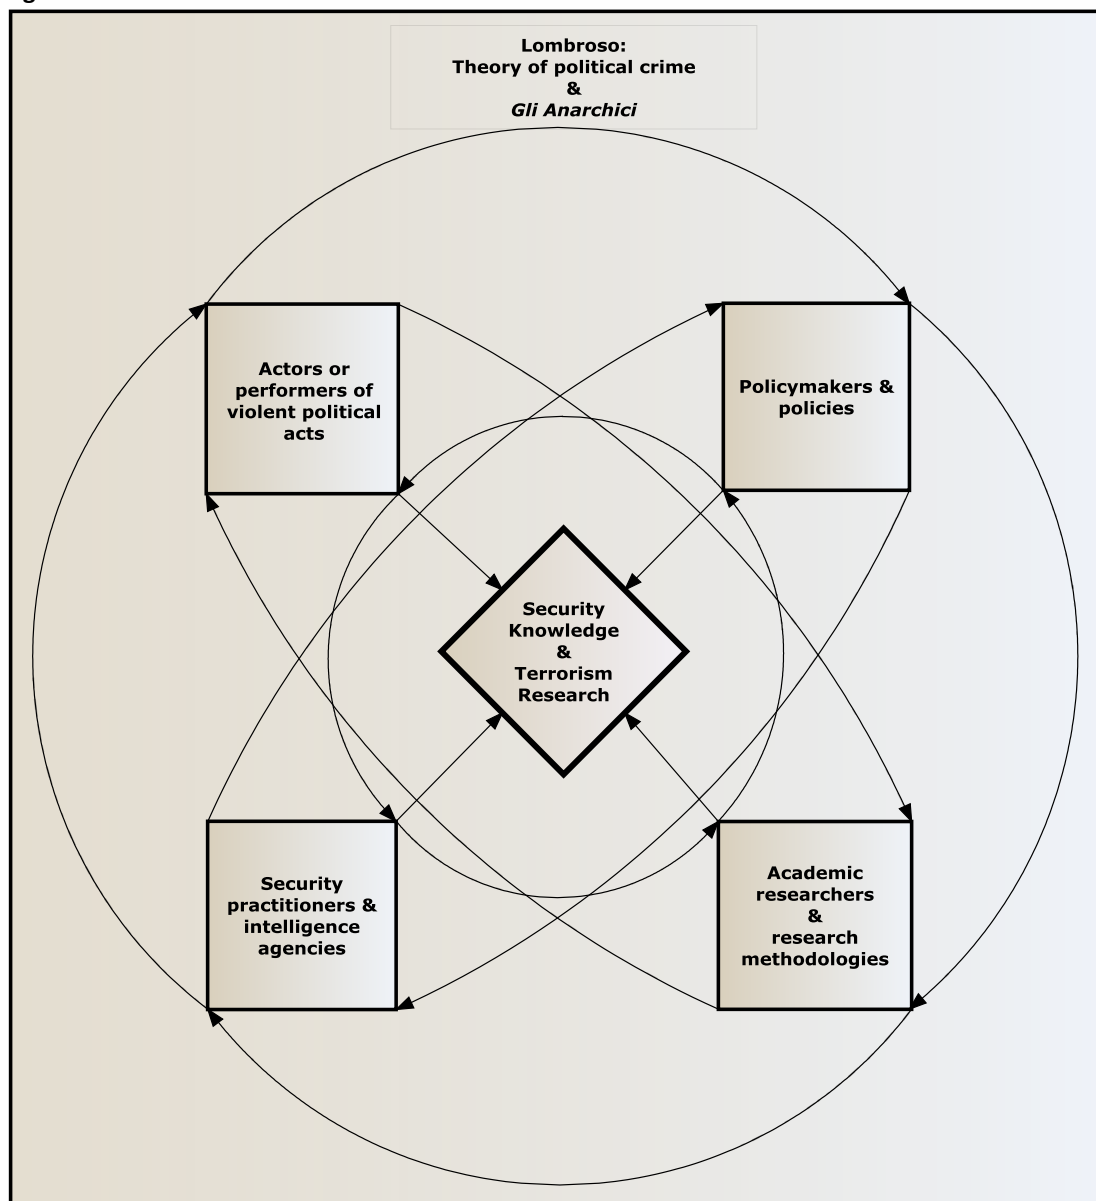 Lombroso:
Theory of political crime
&
Gli Anarchici
Actors or
performers of
violent political
acts
Policymakers &
policies
Security
Knowledge
&
Terrorism
Research
Security
practitioners &
intelligence
agencies
Academic
researchers
&
research
methodologies